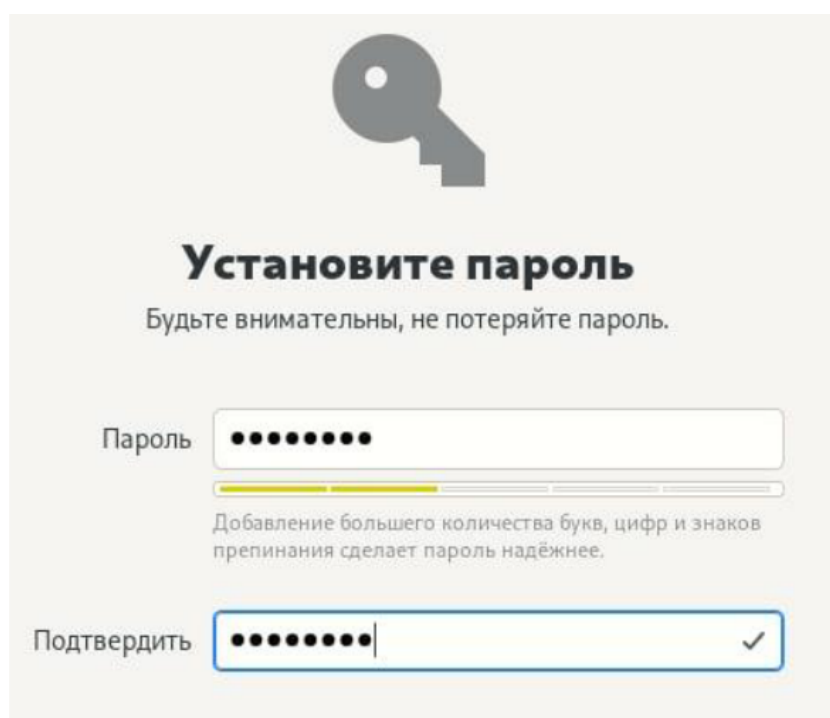 Установите пароль
Будьте внимательны, не потеряйте пароль.
Пароль ••••••••
Добавление большего количества букв, цифр и знаков
препинания сделает пароль надёжнее.
Подтвердить ••••••••